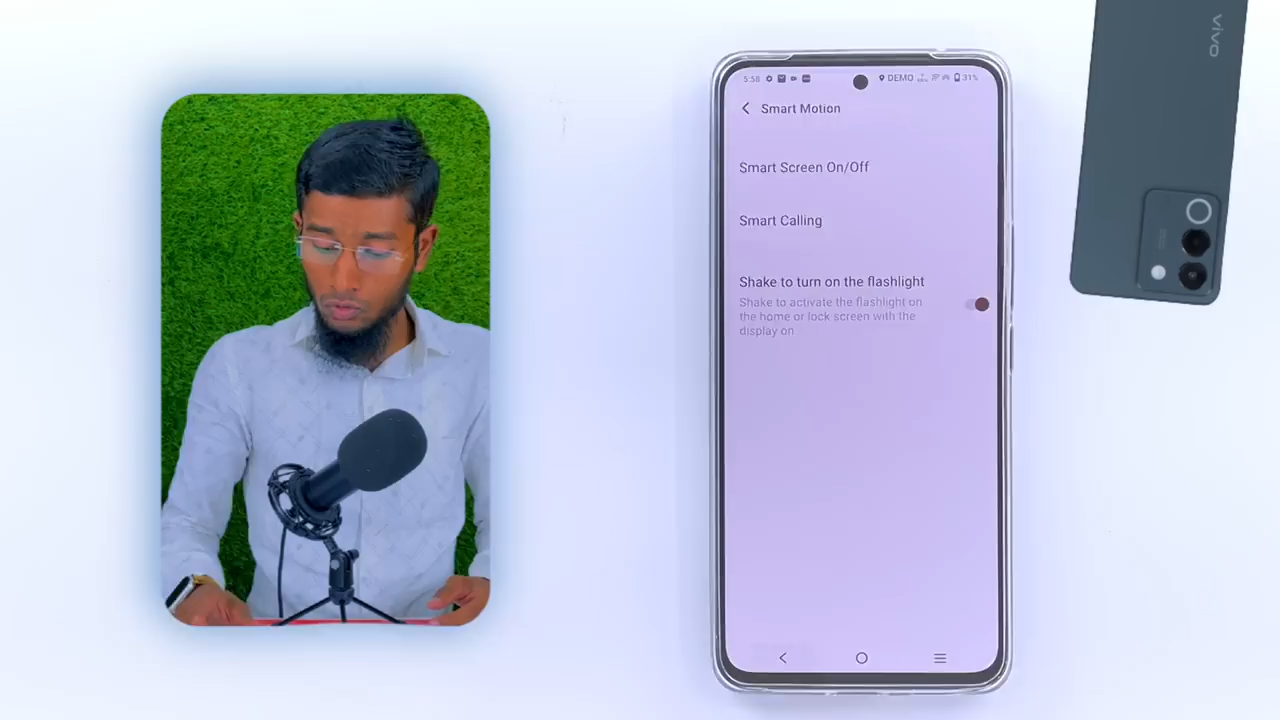 vivo
5:58 DEMO 31%
Smart Motion
Smart Screen On/Off
Smart Calling
Shake to turn on the flashlight
Shake to activate the flashlight on
the home or lock screen with the
display on